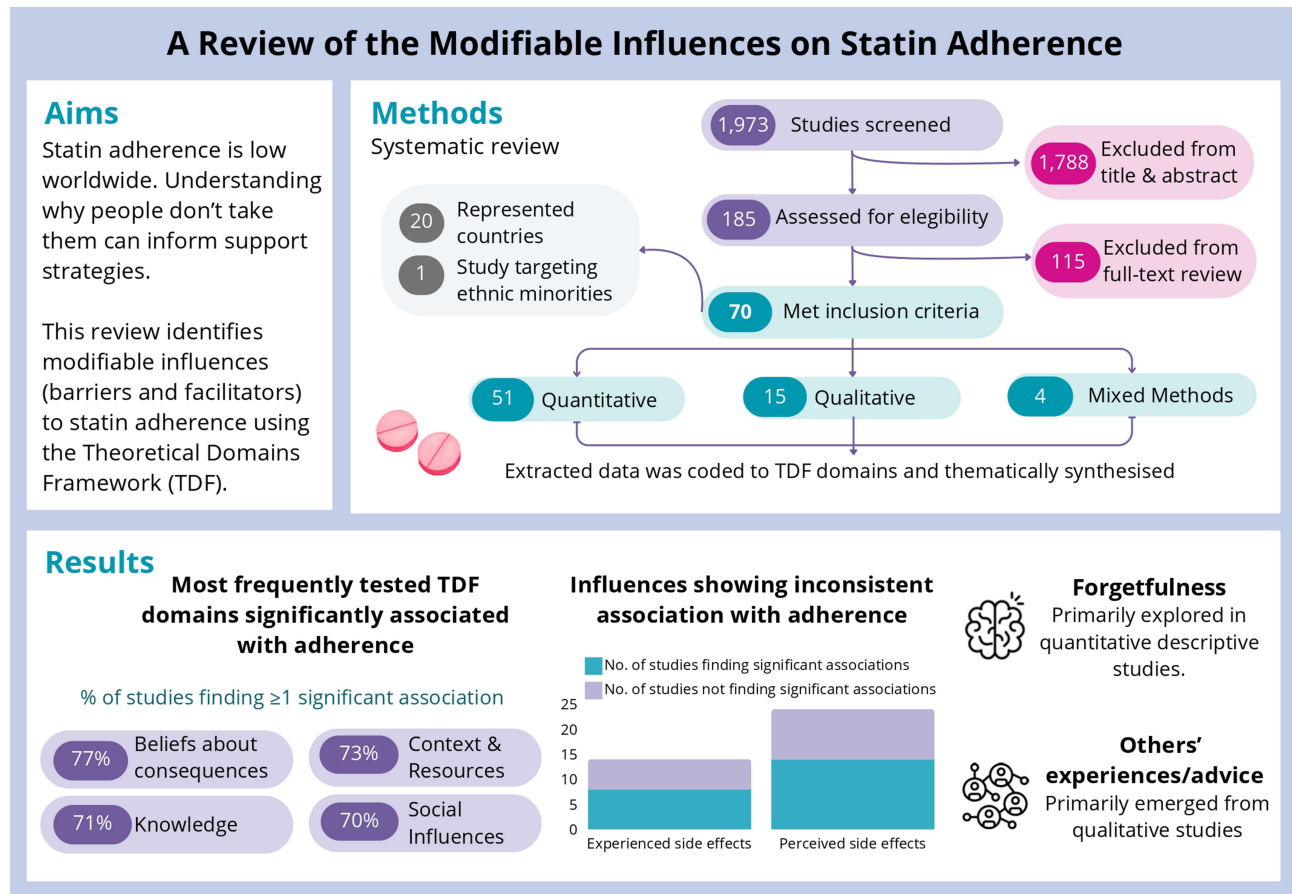 A Review of the Modifiable Influences on Statin Adherence
Aims
Statin adherence is low
worldwide. Understanding
why people don’t take
them can inform support
strategies.
This review identifies
modifiable influences
(barriers and facilitators)
to statin adherence using
the Theoretical Domains
Framework (TDF).
Methods
Systematic review
1,973 Studies screened
1,788 Excluded from
title & abstract
185 Assessed for elegibility
115 Excluded from
full-text review
70 Met inclusion criteria
20 Represented
countries
1 Study targeting
ethnic minorities
51 Quantitative
15 Qualitative
4 Mixed Methods
Extracted data was coded to TDF domains and thematically synthesised
Results
Most frequently tested TDF
domains significantly associated
with adherence
% of studies finding ≥1 significant association
77% Beliefs about
consequences
73% Context &
Resources
71% Knowledge
70% Social
Influences
Influences showing inconsistent
association with adherence
No. of studies finding significant associations
No. of studies not finding significant associations
25
20
15
10
5
0
Experienced side effects
Perceived side effects
Forgetfulness
Primarily explored in
quantitative descriptive
studies.
Others’
experiences/advice
Primarily emerged from
qualitative studies